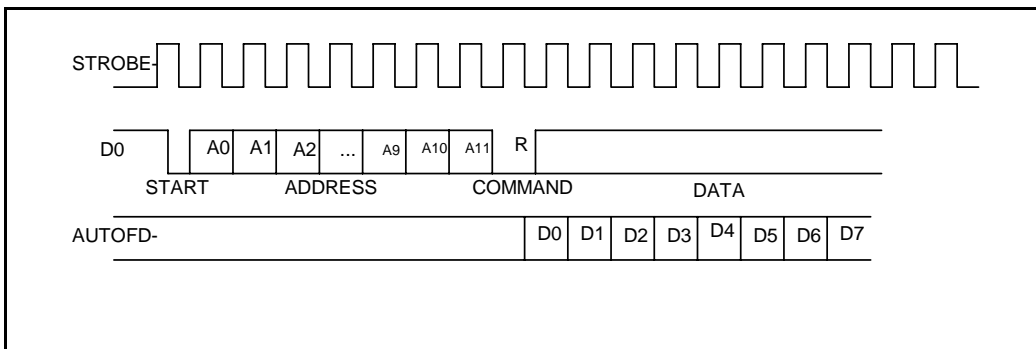 STROBE-
D0 A0 A1 A2 ... A9 A10 A11 R
START ADDRESS COMMAND DATA
AUTOFD- D0 D1 D2 D3 D4 D5 D6 D7